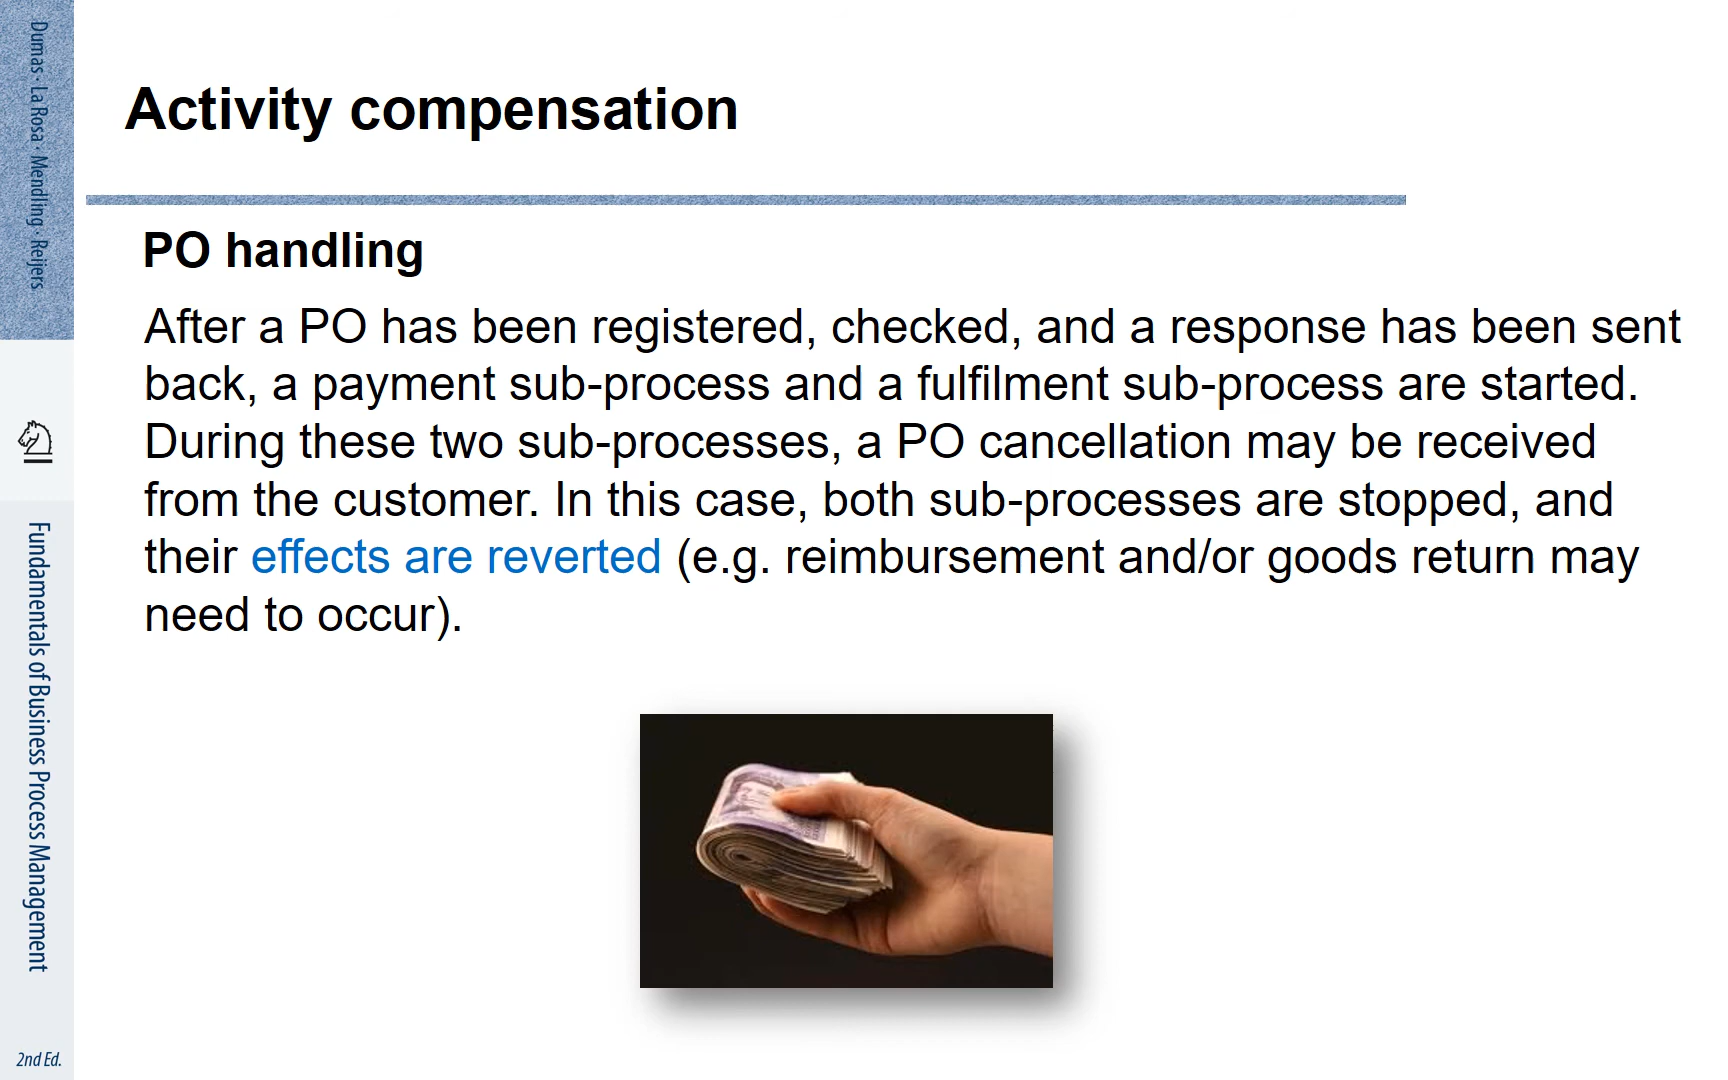 Dumas · La Rosa · Mendling · Reijers
Fundamentals of Business Process Management
2nd Ed.
Activity compensation
PO handling
After a PO has been registered, checked, and a response has been sent
back, a payment sub-process and a fulfilment sub-process are started.
During these two sub-processes, a PO cancellation may be received
from the customer. In this case, both sub-processes are stopped, and
their effects are reverted (e.g. reimbursement and/or goods return may
need to occur).